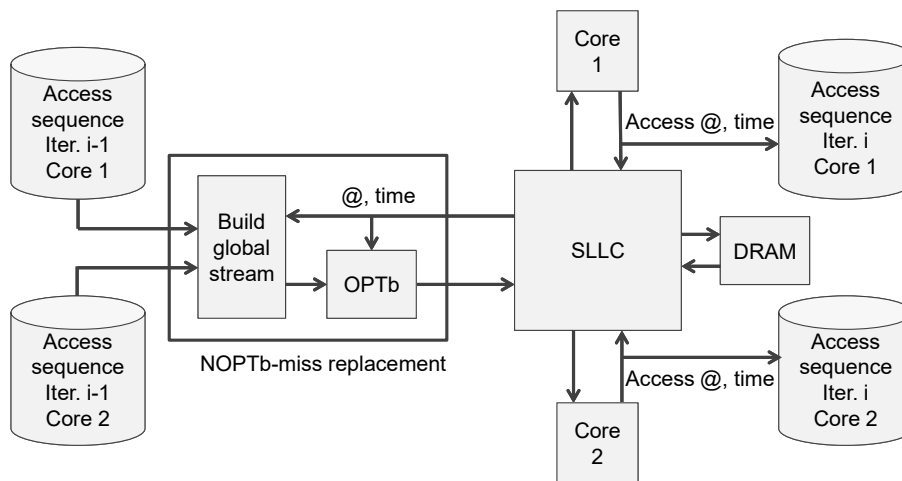 Access
sequence
Iter. i-1
Core 1
Core
1
Access @, time
Access
sequence
Iter. i
Core 1
Build
global
stream
@, time
OPTb
SLLC
DRAM
NOPTb-miss replacement
Access
sequence
Iter. i-1
Core 2
Access @, time
Core
2
Access
sequence
Iter. i
Core 2